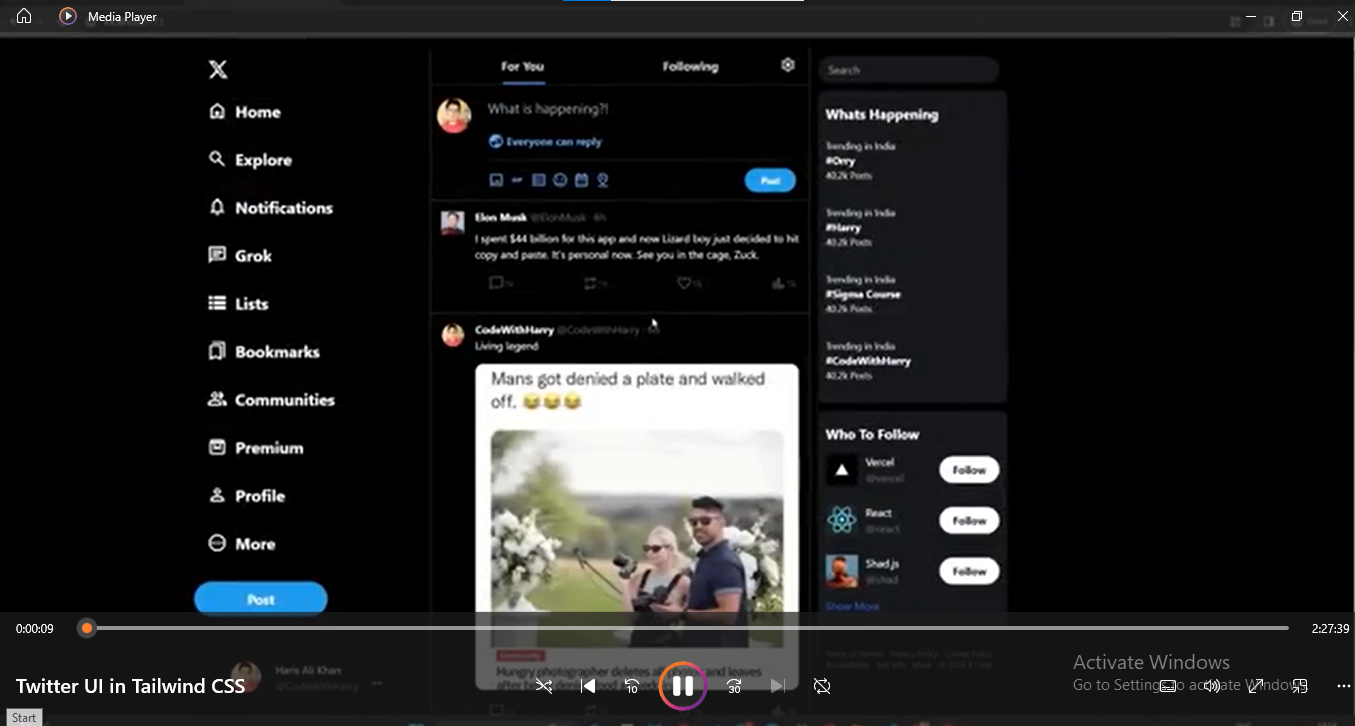 Media Player
Home
Explore
Notifications
Grok
Lists
Bookmarks
Communities
Premium
Profile
More
Post
For You
Following
What is happening?!
Everyone can reply
GIF
Post
Elon Musk @ElonMusk · 6h
I spent $44 billion for this app and now Lizard boy just decided to hit
copy and paste. It's personal now. See you in the cage, Zuck.
CodeWithHarry @CodeWithHarry
Living legend
Mans got denied a plate and walked
off. 😂😂😂
Hungry photographer deletes all and leaves
Search
Whats Happening
Trending in India
#Orry
40.2k Posts
Trending in India
#Harry
40.2k Posts
Trending in India
#Sigma Course
40.2k Posts
Trending in India
#CodeWithHarry
40.2k Posts
Who To Follow
Vercel
@vercel
Follow
React
@react
Follow
Shad.js
@shad
Follow
Show More
0:00:09
2:27:39
Haris Ali Khan
@CodeWithHarry
Twitter UI in Tailwind CSS
10
30
Activate Windows
Go to Settings to activate Windows
Start